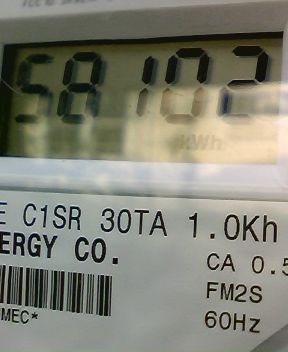 58102
kWh
E C1SR 30TA 1.0Kh
ERGY CO.
CA 0.5
FM2S
MEC*
60Hz